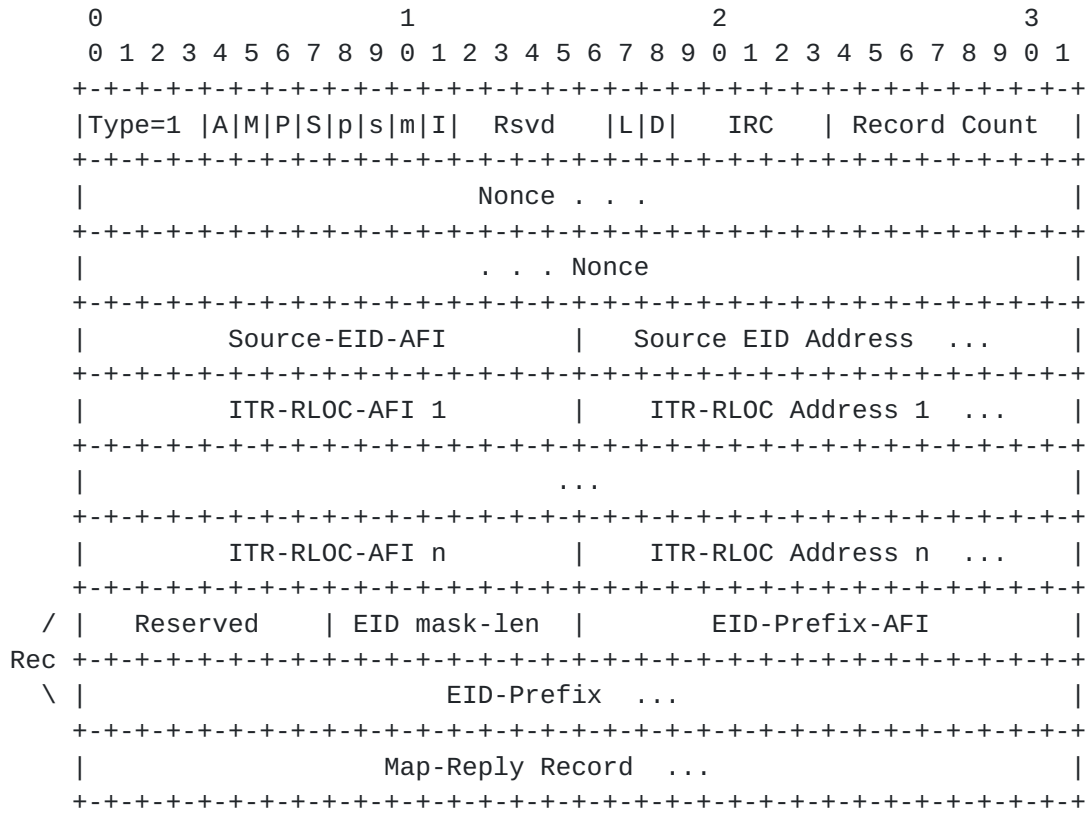 0                   1                   2                   3
 0 1 2 3 4 5 6 7 8 9 0 1 2 3 4 5 6 7 8 9 0 1 2 3 4 5 6 7 8 9 0 1
+-+-+-+-+-+-+-+-+-+-+-+-+-+-+-+-+-+-+-+-+-+-+-+-+-+-+-+-+-+-+-+-+
|Type=1 |A|M|P|S|p|s|m|I|  Rsvd   |L|D|   IRC   | Record Count  |
+-+-+-+-+-+-+-+-+-+-+-+-+-+-+-+-+-+-+-+-+-+-+-+-+-+-+-+-+-+-+-+-+
|                         Nonce . . .                           |
+-+-+-+-+-+-+-+-+-+-+-+-+-+-+-+-+-+-+-+-+-+-+-+-+-+-+-+-+-+-+-+-+
|                         . . . Nonce                           |
+-+-+-+-+-+-+-+-+-+-+-+-+-+-+-+-+-+-+-+-+-+-+-+-+-+-+-+-+-+-+-+-+
|         Source-EID-AFI        |   Source EID Address  ...     |
+-+-+-+-+-+-+-+-+-+-+-+-+-+-+-+-+-+-+-+-+-+-+-+-+-+-+-+-+-+-+-+-+
|         ITR-RLOC-AFI 1        |    ITR-RLOC Address 1  ...    |
+-+-+-+-+-+-+-+-+-+-+-+-+-+-+-+-+-+-+-+-+-+-+-+-+-+-+-+-+-+-+-+-+
|                              ...                              |
+-+-+-+-+-+-+-+-+-+-+-+-+-+-+-+-+-+-+-+-+-+-+-+-+-+-+-+-+-+-+-+-+
|         ITR-RLOC-AFI n        |    ITR-RLOC Address n  ...    |
+-+-+-+-+-+-+-+-+-+-+-+-+-+-+-+-+-+-+-+-+-+-+-+-+-+-+-+-+-+-+-+-+
/ |   Reserved    | EID mask-len  |        EID-Prefix-AFI         |
Rec +-+-+-+-+-+-+-+-+-+-+-+-+-+-+-+-+-+-+-+-+-+-+-+-+-+-+-+-+-+-+-+-+
\ |                       EID-Prefix  ...                         |
+-+-+-+-+-+-+-+-+-+-+-+-+-+-+-+-+-+-+-+-+-+-+-+-+-+-+-+-+-+-+-+-+
|                   Map-Reply Record  ...                       |
+-+-+-+-+-+-+-+-+-+-+-+-+-+-+-+-+-+-+-+-+-+-+-+-+-+-+-+-+-+-+-+-+